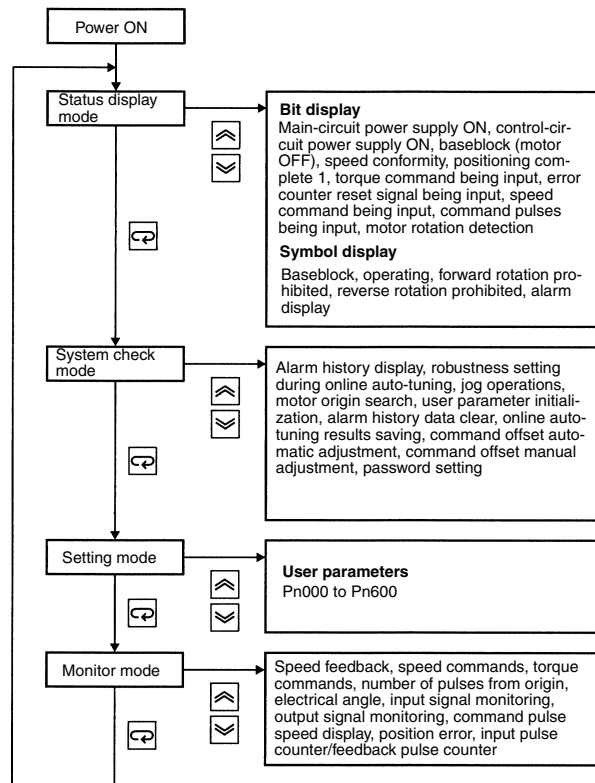 Power ON
Status display
mode
Bit display
Main-circuit power supply ON, control-cir-
cuit power supply ON, baseblock (motor
OFF), speed conformity, positioning com-
plete 1, torque command being input, error
counter reset signal being input, speed
command being input, command pulses
being input, motor rotation detection
Symbol display
Baseblock, operating, forward rotation pro-
hibited, reverse rotation prohibited, alarm
display
System check
mode
Alarm history display, robustness setting
during online auto-tuning, jog operations,
motor origin search, user parameter initiali-
zation, alarm history data clear, online auto-
tuning results saving, command offset auto-
matic adjustment, command offset manual
adjustment, password setting
Setting mode
User parameters
Pn000 to Pn600
Monitor mode
Speed feedback, speed commands, torque
commands, number of pulses from origin,
electrical angle, input signal monitoring,
output signal monitoring, command pulse
speed display, position error, input pulse
counter/feedback pulse counter